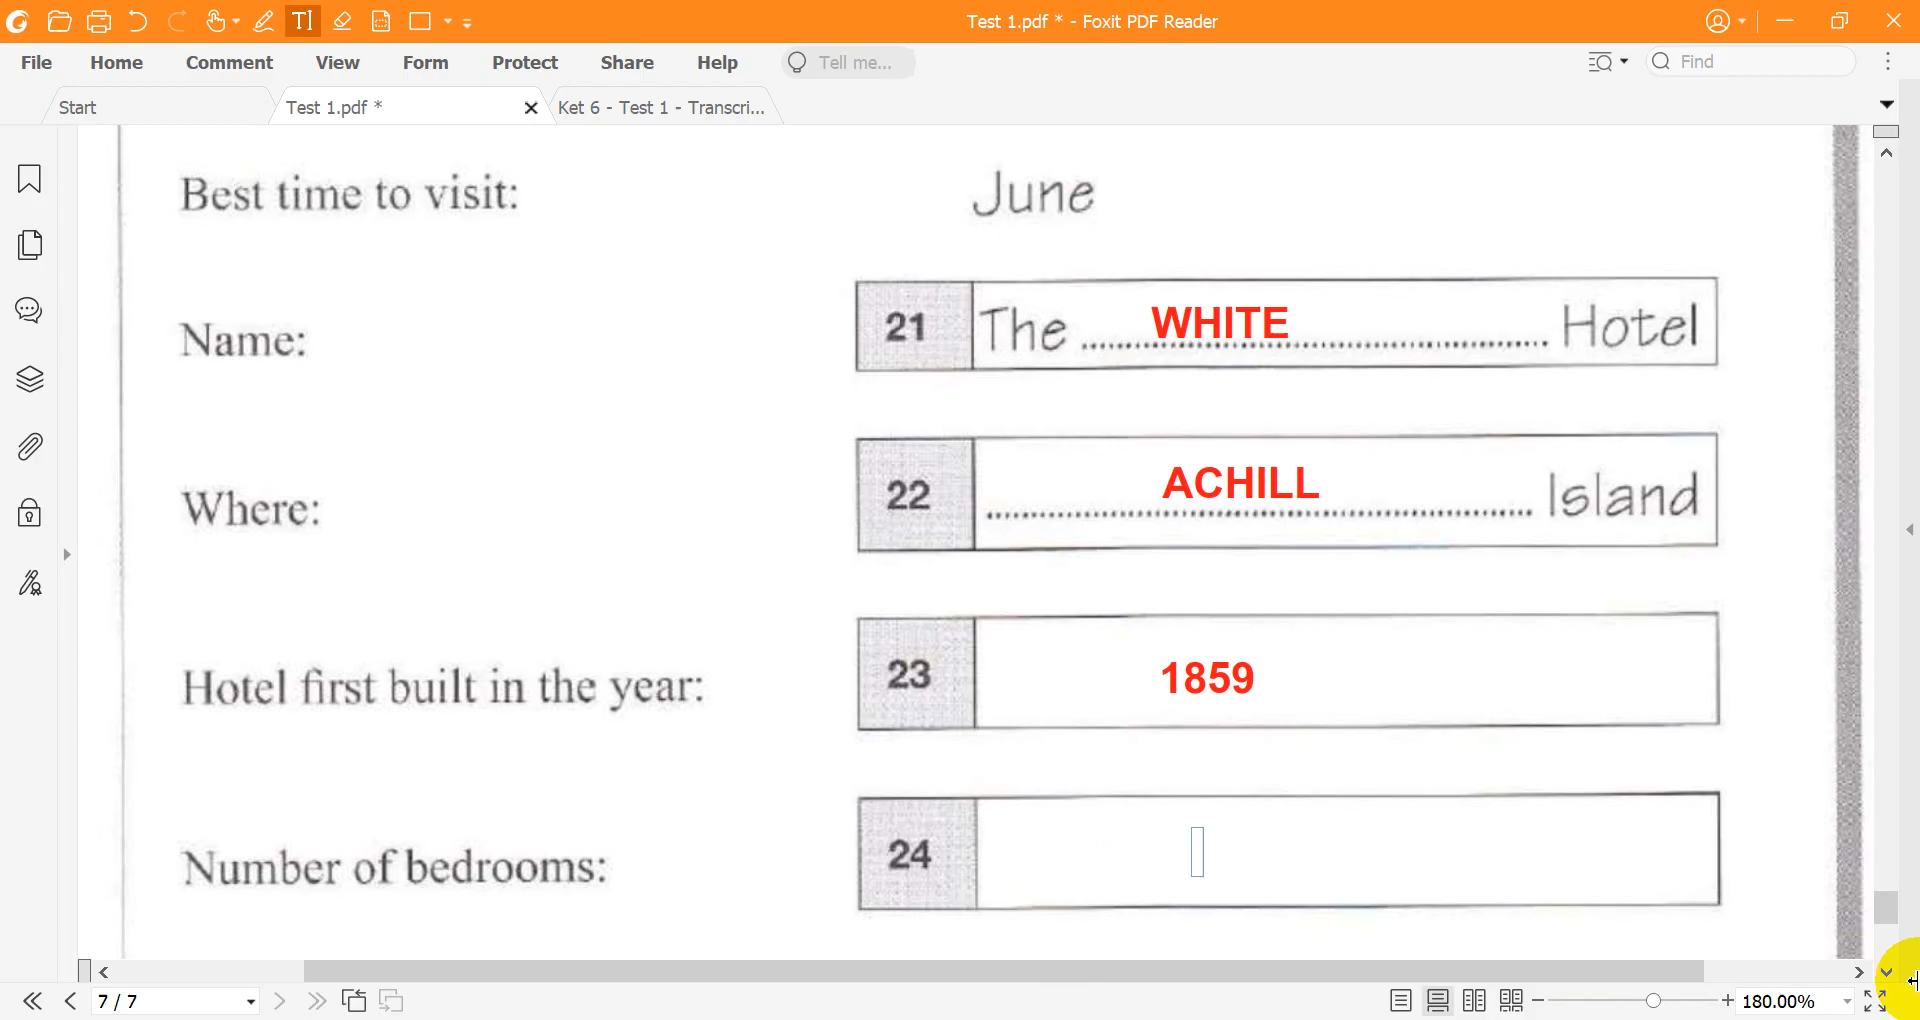 TI
Test 1.pdf * - Foxit PDF Reader
File Home Comment View Form Protect Share Help Tell me... Find
Start Test 1.pdf * Ket 6 - Test 1 - Transcri...
Best time to visit: June
Name: 21 The WHITE Hotel
Where: 22 ACHILL Island
Hotel first built in the year: 23 1859
Number of bedrooms: 24
7 / 7 180.00%